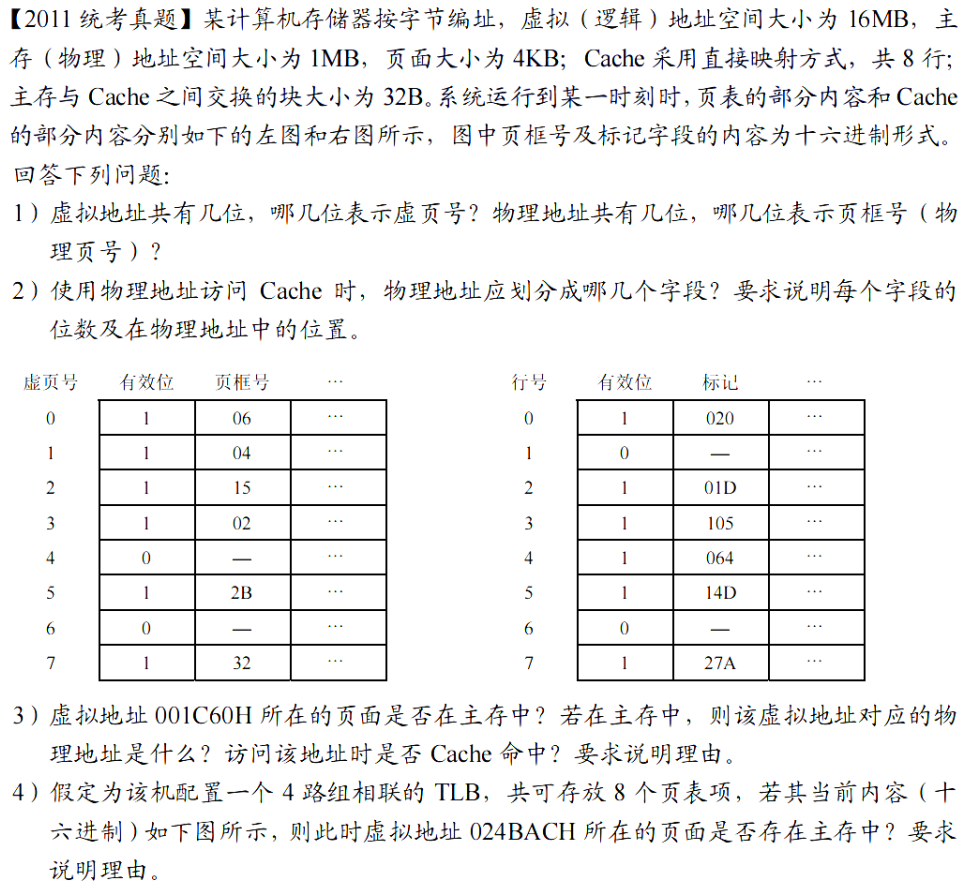 【2011 统考真题】某计算机存储器按字节编址，虚拟（逻辑）地址空间大小为 16MB，主
存（物理）地址空间大小为 1MB，页面大小为 4KB；Cache 采用直接映射方式，共 8 行；
主存与 Cache 之间交换的块大小为 32B。系统运行到某一时刻时，页表的部分内容和 Cache
的部分内容分别如下的左图和右图所示，图中页框号及标记字段的内容为十六进制形式。
回答下列问题：
1）虚拟地址共有几位，哪几位表示虚页号？物理地址共有几位，哪几位表示页框号（物
理页号）？
2）使用物理地址访问 Cache 时，物理地址应划分成哪几个字段？要求说明每个字段的
位数及在物理地址中的位置。
虚页号 有效位 页框号 … 行号 有效位 标记 …
0 1 06 … 0 1 020 …
1 1 04 … 1 0 — …
2 1 15 … 2 1 01D …
3 1 02 … 3 1 105 …
4 0 — … 4 1 064 …
5 1 2B … 5 1 14D …
6 0 — … 6 0 — …
7 1 32 … 7 1 27A …
3）虚拟地址 001C60H 所在的页面是否在主存中？若在主存中，则该虚拟地址对应的物
理地址是什么？访问该地址时是否 Cache 命中？要求说明理由。
4）假定为该机配置一个 4 路组相联的 TLB，共可存放 8 个页表项，若其当前内容（十
六进制）如下图所示，则此时虚拟地址 024BACH 所在的页面是否存在主存中？要求
说明理由。